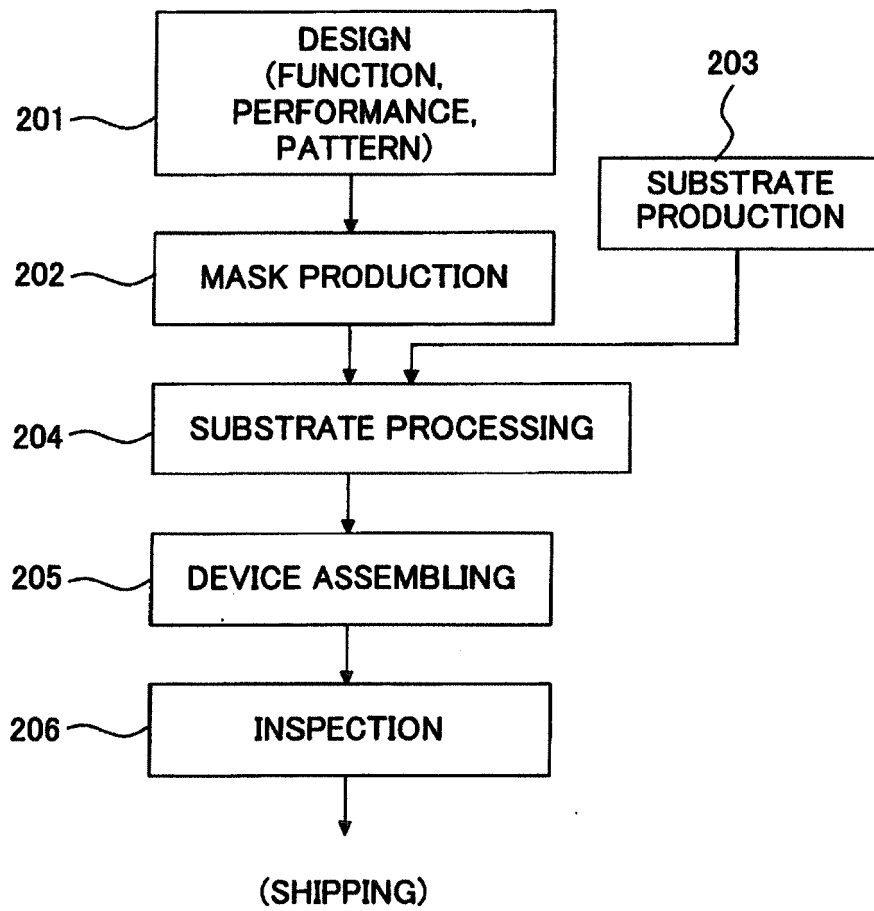 DESIGN
(FUNCTION,
PERFORMANCE,
PATTERN)
201
203
SUBSTRATE
PRODUCTION
202
MASK PRODUCTION
204
SUBSTRATE PROCESSING
205
DEVICE ASSEMBLING
206
INSPECTION
(SHIPPING)